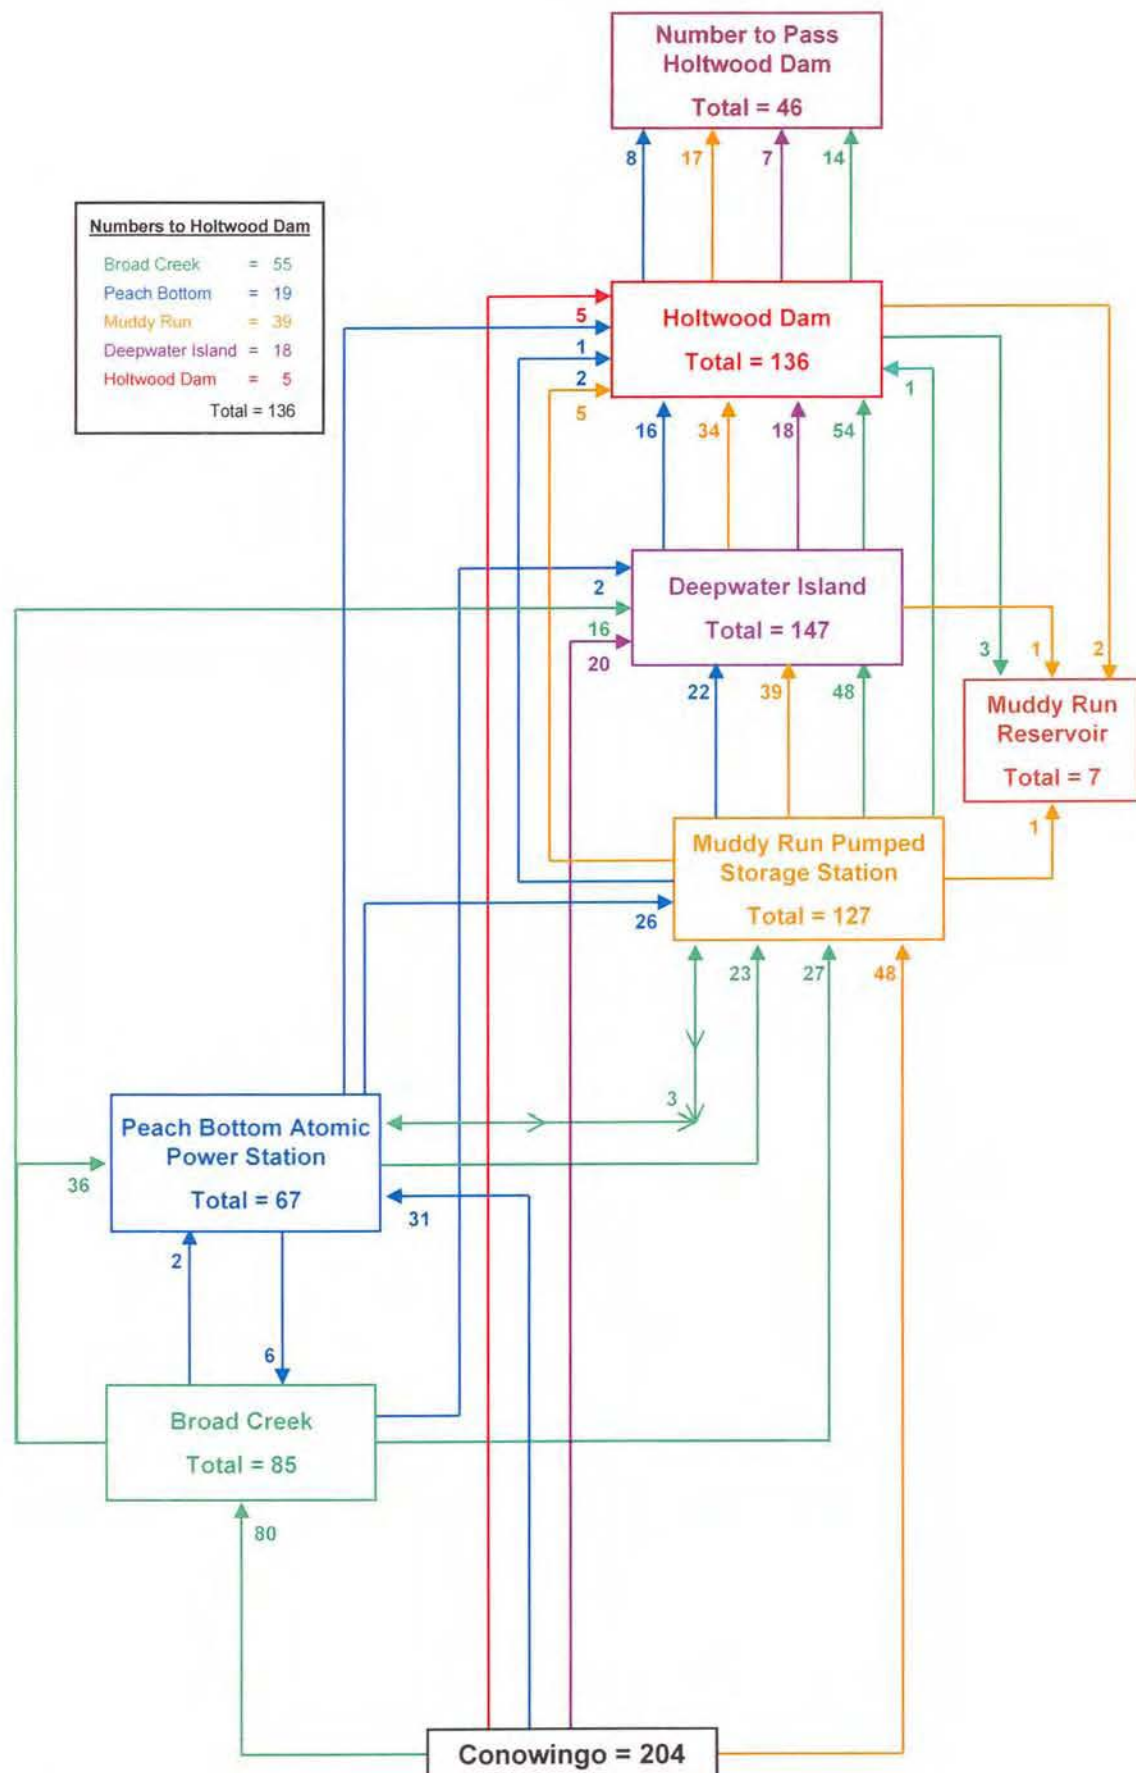 Number to Pass
Holtwood Dam
Total = 46
8
17
7
14
Numbers to Holtwood Dam
Broad Creek = 55
Peach Bottom = 19
Muddy Run = 39
Deepwater Island = 18
Holtwood Dam = 5
Total = 136
Holtwood Dam
Total = 136
5
1
2
5
1
16
34
18
54
Deepwater Island
Total = 147
2
16
20
3
1
2
22
39
48
Muddy Run
Reservoir
Total = 7
1
Muddy Run Pumped
Storage Station
Total = 127
26
23
27
48
3
Peach Bottom Atomic
Power Station
Total = 67
36
31
2
6
Broad Creek
Total = 85
80
Conowingo = 204